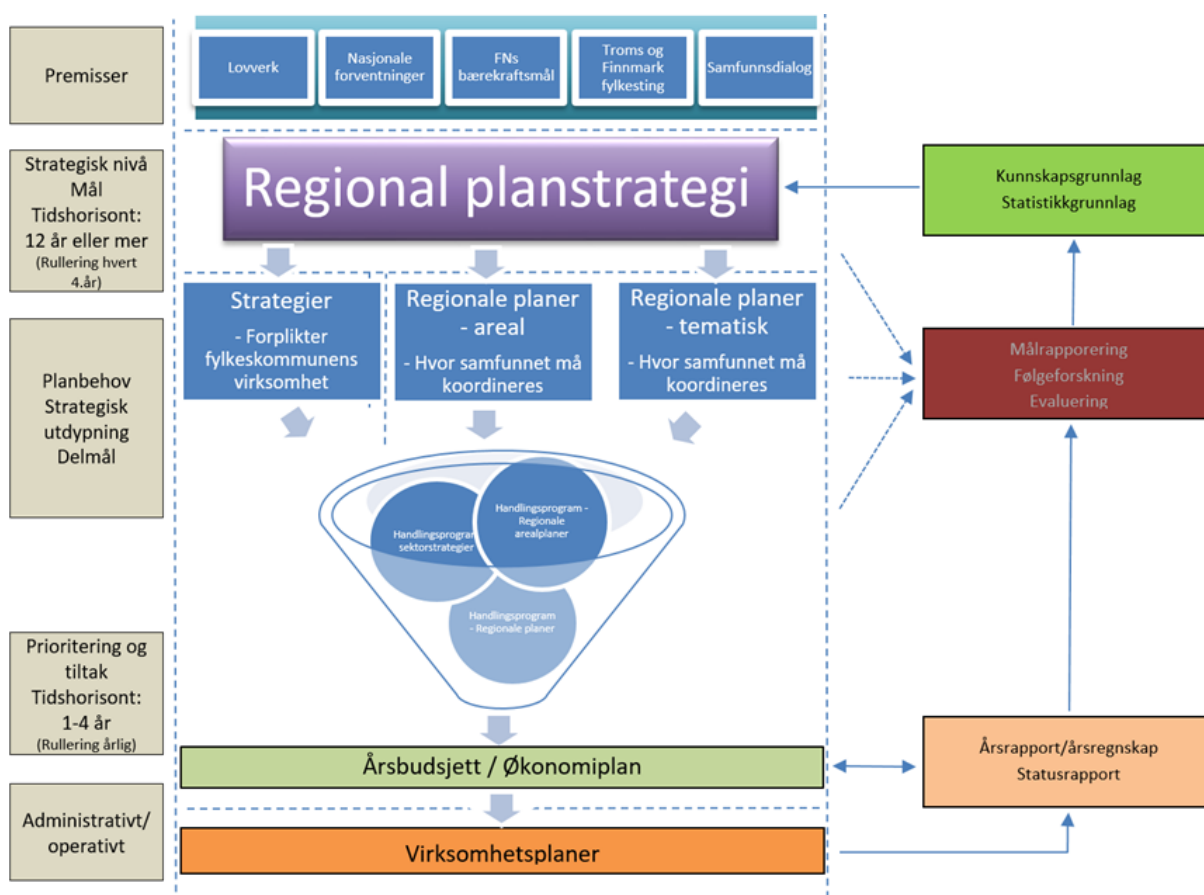 Premisser
Lovverk
Nasjonale
forventninger
FNs
bærekraftsmål
Troms og
Finnmark
fylkesting
Samfunnsdialog
Strategisk nivå
Mål
Tidshorisont:
12 år eller mer
(Rullering hvert
4.år)
Regional planstrategi
Kunnskapsgrunnlag
Statistikkgrunnlag
Planbehov
Strategisk
utdypning
Delmål
Strategier
- Forplikter
fylkeskommunens
virksomhet
Regionale planer
- areal
- Hvor samfunnet må
koordineres
Regionale planer
- tematisk
- Hvor samfunnet må
koordineres
Målrapporering
Følgeforskning
Evaluering
Handlingsprogram
sektorstrategier
Handlingsprogram -
Regionale
arealplaner
Handlingsprogram
- Regionale planer
Prioritering og
tiltak
Tidshorisont:
1-4 år
(Rullering årlig)
Årsbudsjett / Økonomiplan
Årsrapport/årsregnskap
Statusrapport
Administrativt/
operativt
Virksomhetsplaner